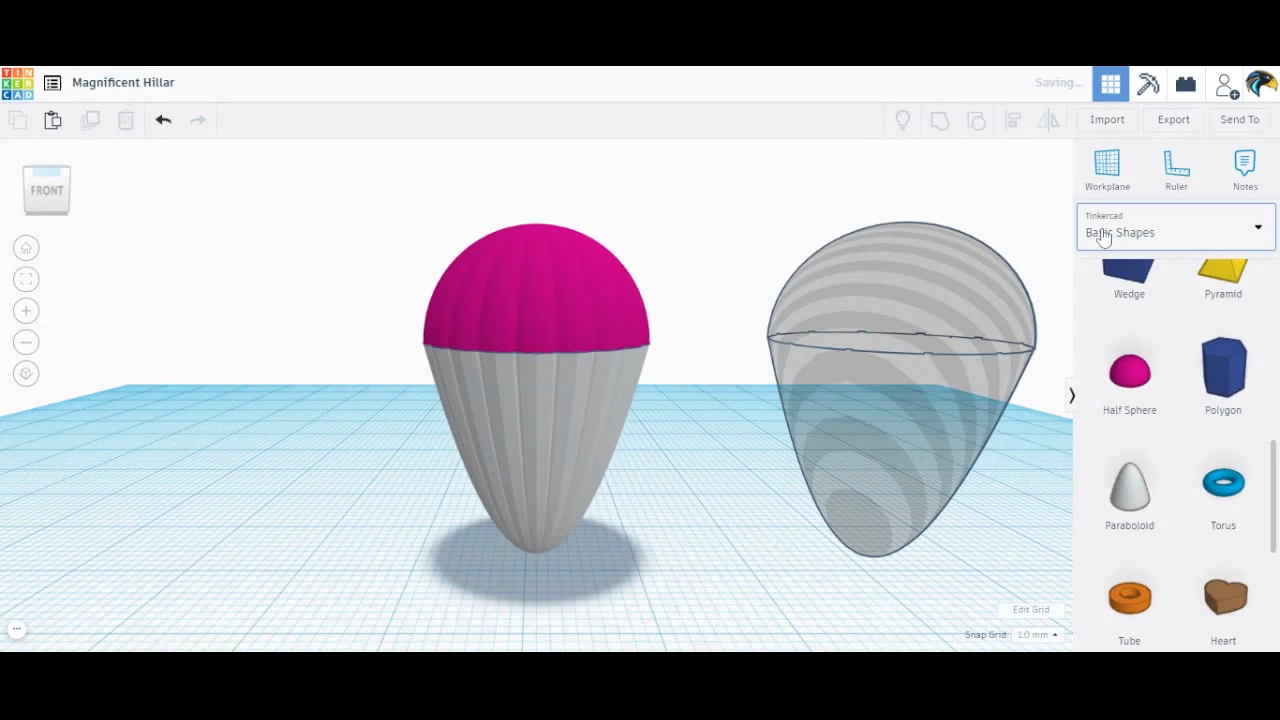 TIN
KER
CAD
Magnificent Hillar
Saving...
Import
Export
Send To
FRONT
Workplane
Ruler
Notes
Tinkercad
Basic Shapes
Wedge
Pyramid
Half Sphere
Polygon
Paraboloid
Torus
Tube
Heart
Edit Grid
Snap Grid 1.0 mm